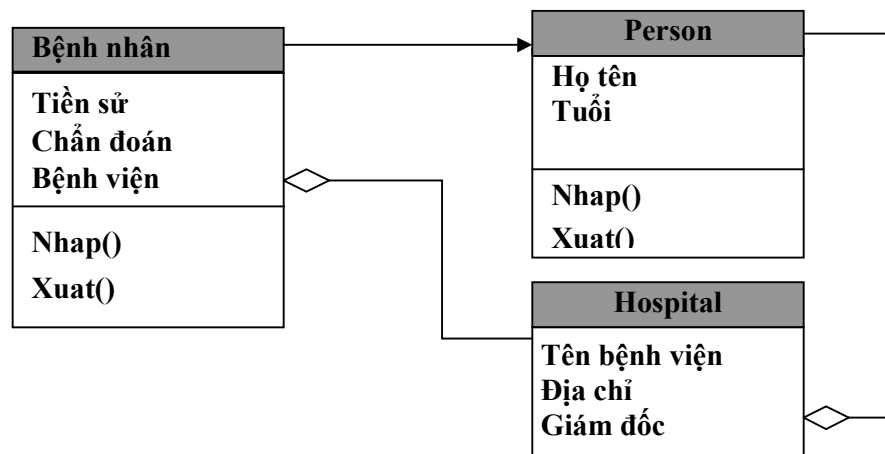 Bệnh nhân
Tiền sử
Chẩn đoán
Bệnh viện
Nhap()
Xuat()
Person
Họ tên
Tuổi
Nhap()
Xuat()
Hospital
Tên bệnh viện
Địa chỉ
Giám đốc